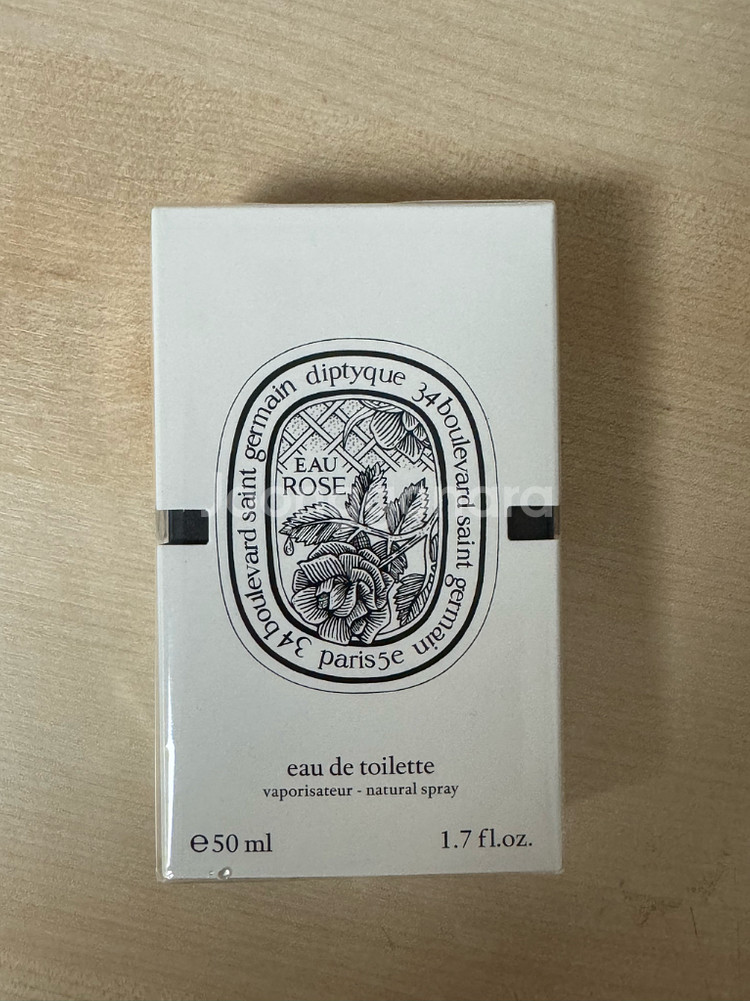 diptyque 34 boulevard saint germain paris 5e 34 boulevard saint germain
EAU
ROSE
eau de toilette
vaporisateur - natural spray
℮50 ml
1.7 fl.oz.